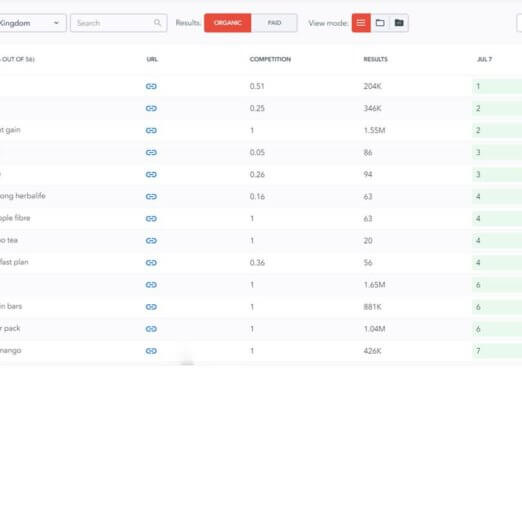 Kingdom Search Results: ORGANIC PAID View mode:
OUT OF 56) URL COMPETITION RESULTS JUL 7
0.51 204K 1
0.25 346K 2
gain 1 1.55M 2
0.05 86 3
0.26 94 3
ong herbalife 0.16 63 4
ple fibre 1 63 4
o tea 1 20 4
fast plan 0.36 56 4
1 1.65M 6
n bars 1 881K 6
r pack 1 1.04M 6
mango 1 426K 7